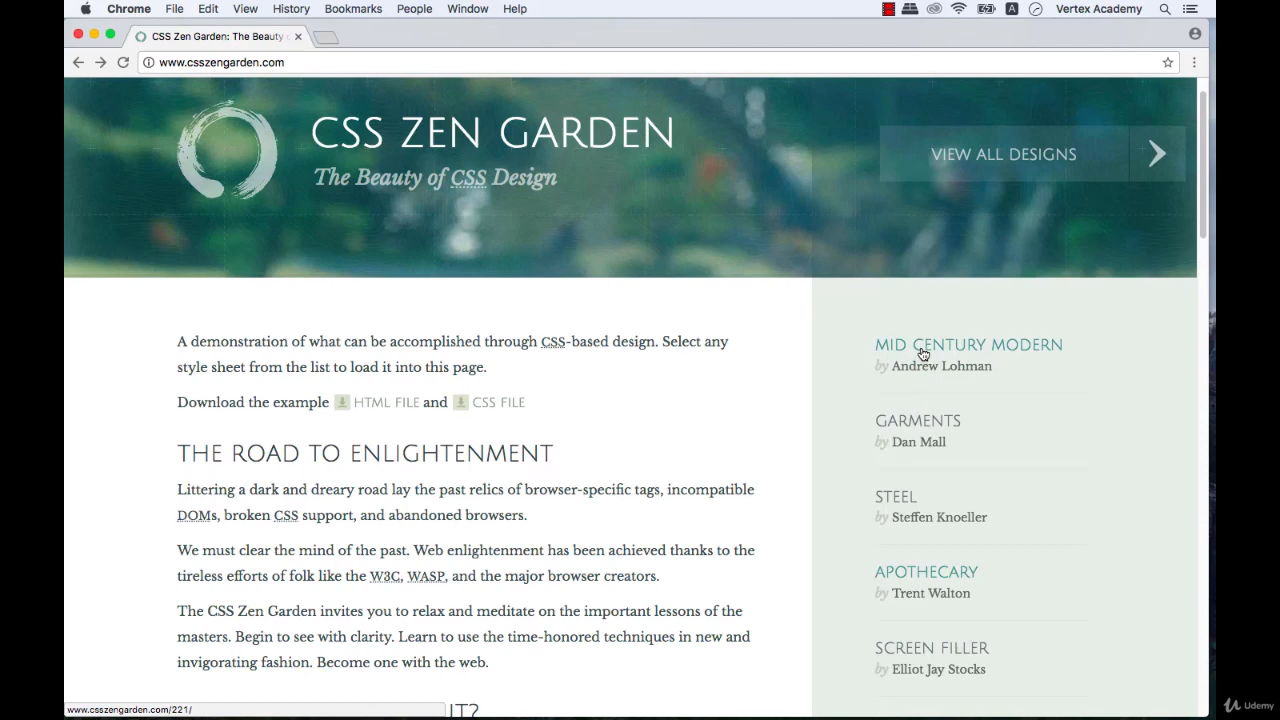 Chrome File Edit View History Bookmarks People Window Help A Vertex Academy
CSS Zen Garden: The Beauty
www.csszengarden.com
CSS ZEN GARDEN
The Beauty of CSS Design
VIEW ALL DESIGNS
A demonstration of what can be accomplished through CSS-based design. Select any
style sheet from the list to load it into this page.
Download the example HTML FILE and CSS FILE
THE ROAD TO ENLIGHTENMENT
Littering a dark and dreary road lay the past relics of browser-specific tags, incompatible
DOMs, broken CSS support, and abandoned browsers.
We must clear the mind of the past. Web enlightenment has been achieved thanks to the
tireless efforts of folk like the W3C, WASP, and the major browser creators.
The CSS Zen Garden invites you to relax and meditate on the important lessons of the
masters. Begin to see with clarity. Learn to use the time-honored techniques in new and
invigorating fashion. Become one with the web.
IT?
MID CENTURY MODERN
by Andrew Lohman
GARMENTS
by Dan Mall
STEEL
by Steffen Knoeller
APOTHECARY
by Trent Walton
SCREEN FILLER
by Elliot Jay Stocks
www.csszengarden.com/221/
Udemy